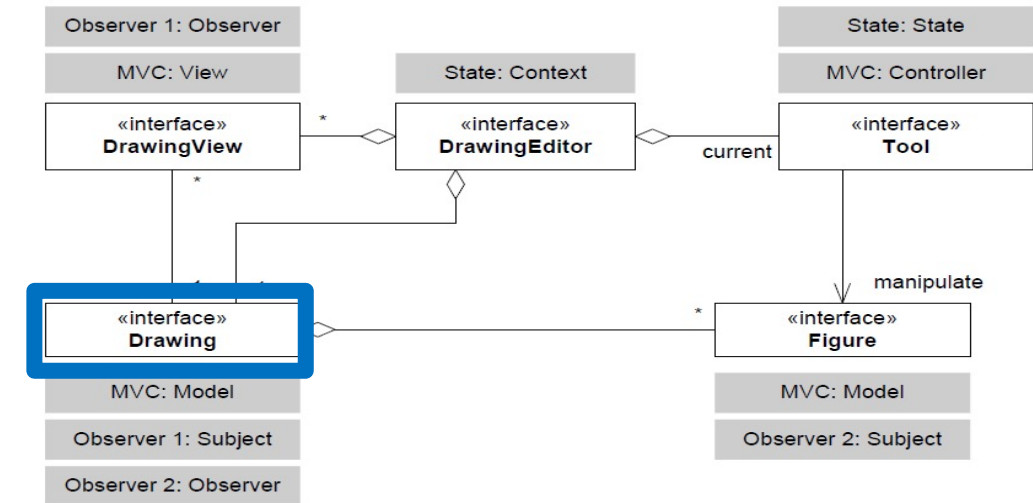 Observer 1: Observer
State: State
MVC: View
State: Context
MVC: Controller
«interface»
DrawingView
*
«interface»
DrawingEditor
current
«interface»
Tool
*
manipulate
«interface»
Drawing
*
«interface»
Figure
MVC: Model
MVC: Model
Observer 1: Subject
Observer 2: Subject
Observer 2: Observer